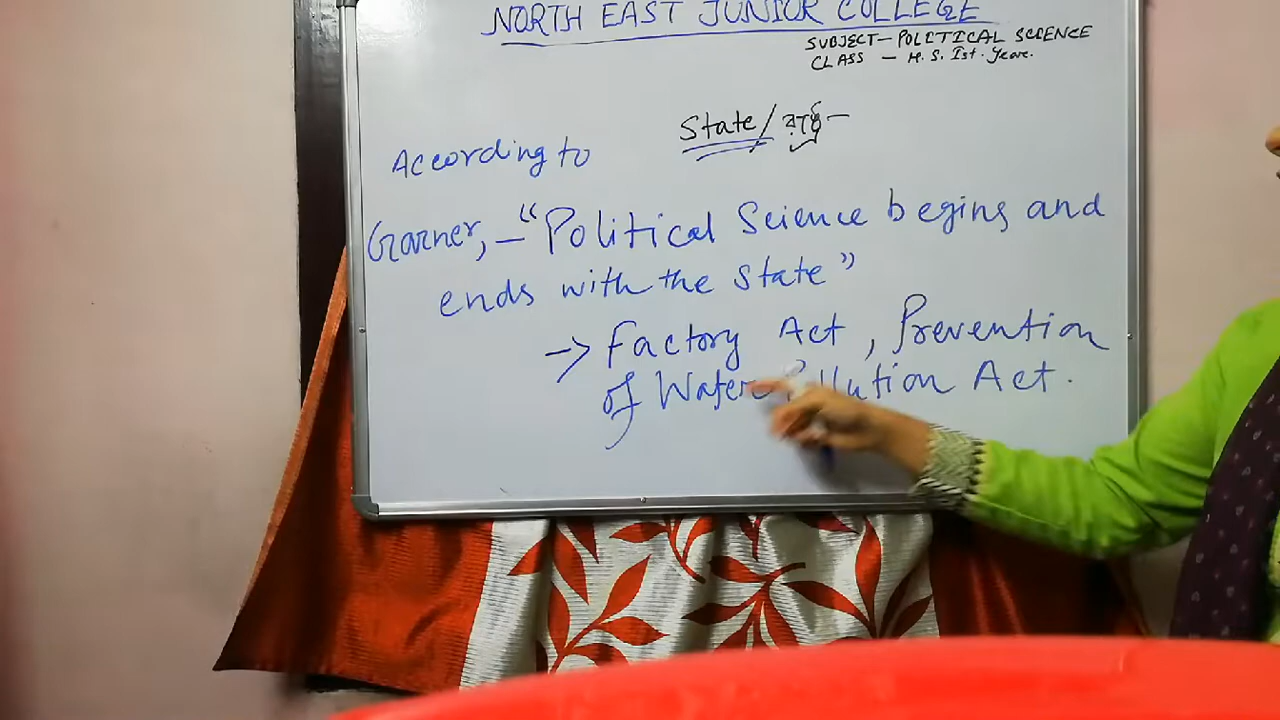 NORTH EAST JUNIOR COLLEGE
SUBJECT— POLITICAL SCIENCE
CLASS — H. S. Ist. Year.
State/ৰাষ্ট্ৰ—
According to
Garner, — "Political Science begins and
ends with the state"
→ Factory Act, Prevention
of Water Pollution Act.